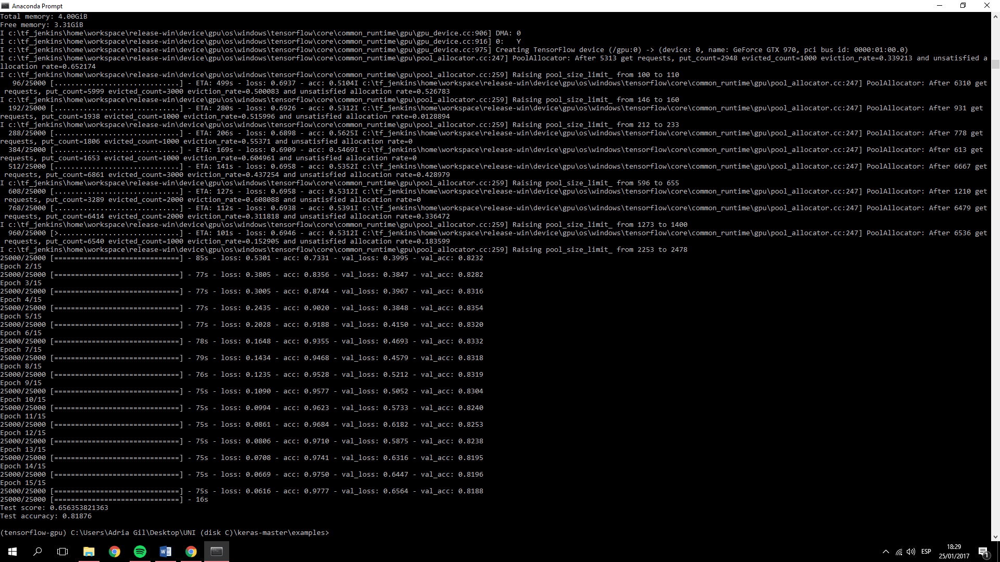 Anaconda Prompt
Total memory: 4.00GiB
Free memory: 3.31GiB
I c:\tf_jenkins\home\workspace\release-win\device\gpu\os\windows\tensorflow\core\common_runtime\gpu\gpu_device.cc:906] DMA: 0
I c:\tf_jenkins\home\workspace\release-win\device\gpu\os\windows\tensorflow\core\common_runtime\gpu\gpu_device.cc:916] 0:   Y
I c:\tf_jenkins\home\workspace\release-win\device\gpu\os\windows\tensorflow\core\common_runtime\gpu\gpu_device.cc:975] Creating TensorFlow device (/gpu:0) -> (device: 0, name: GeForce GTX 970, pci bus id: 0000:01:00.0)
I c:\tf_jenkins\home\workspace\release-win\device\gpu\os\windows\tensorflow\core\common_runtime\gpu\pool_allocator.cc:247] PoolAllocator: After 5313 get requests, put_count=2948 evicted_count=1000 eviction_rate=0.339213 and unsatisfied a
llocation rate=0.652174
I c:\tf_jenkins\home\workspace\release-win\device\gpu\os\windows\tensorflow\core\common_runtime\gpu\pool_allocator.cc:259] Raising pool_size_limit_ from 100 to 110
   96/25000 [..............................] - ETA: 499s - loss: 0.6937 - acc: 0.5104I c:\tf_jenkins\home\workspace\release-win\device\gpu\os\windows\tensorflow\core\common_runtime\gpu\pool_allocator.cc:247] PoolAllocator: After 6310 get
 requests, put_count=5999 evicted_count=3000 eviction_rate=0.500083 and unsatisfied allocation rate=0.526783
I c:\tf_jenkins\home\workspace\release-win\device\gpu\os\windows\tensorflow\core\common_runtime\gpu\pool_allocator.cc:259] Raising pool_size_limit_ from 146 to 160
  192/25000 [..............................] - ETA: 280s - loss: 0.6926 - acc: 0.5312I c:\tf_jenkins\home\workspace\release-win\device\gpu\os\windows\tensorflow\core\common_runtime\gpu\pool_allocator.cc:247] PoolAllocator: After 931 get
requests, put_count=1938 evicted_count=1000 eviction_rate=0.515996 and unsatisfied allocation rate=0.0128894
I c:\tf_jenkins\home\workspace\release-win\device\gpu\os\windows\tensorflow\core\common_runtime\gpu\pool_allocator.cc:259] Raising pool_size_limit_ from 212 to 233
  288/25000 [..............................] - ETA: 206s - loss: 0.6898 - acc: 0.5625I c:\tf_jenkins\home\workspace\release-win\device\gpu\os\windows\tensorflow\core\common_runtime\gpu\pool_allocator.cc:247] PoolAllocator: After 778 get
requests, put_count=1806 evicted_count=1000 eviction_rate=0.55371 and unsatisfied allocation rate=0
  384/25000 [..............................] - ETA: 169s - loss: 0.6909 - acc: 0.5469I c:\tf_jenkins\home\workspace\release-win\device\gpu\os\windows\tensorflow\core\common_runtime\gpu\pool_allocator.cc:247] PoolAllocator: After 613 get
requests, put_count=1653 evicted_count=1000 eviction_rate=0.604961 and unsatisfied allocation rate=0
  512/25000 [..............................] - ETA: 141s - loss: 0.6958 - acc: 0.5352I c:\tf_jenkins\home\workspace\release-win\device\gpu\os\windows\tensorflow\core\common_runtime\gpu\pool_allocator.cc:247] PoolAllocator: After 6667 get
 requests, put_count=6861 evicted_count=3000 eviction_rate=0.437254 and unsatisfied allocation rate=0.428979
I c:\tf_jenkins\home\workspace\release-win\device\gpu\os\windows\tensorflow\core\common_runtime\gpu\pool_allocator.cc:259] Raising pool_size_limit_ from 596 to 655
  608/25000 [..............................] - ETA: 127s - loss: 0.6958 - acc: 0.5312I c:\tf_jenkins\home\workspace\release-win\device\gpu\os\windows\tensorflow\core\common_runtime\gpu\pool_allocator.cc:247] PoolAllocator: After 1210 get
 requests, put_count=3289 evicted_count=2000 eviction_rate=0.608088 and unsatisfied allocation rate=0
  768/25000 [..............................] - ETA: 112s - loss: 0.6938 - acc: 0.5391I c:\tf_jenkins\home\workspace\release-win\device\gpu\os\windows\tensorflow\core\common_runtime\gpu\pool_allocator.cc:247] PoolAllocator: After 6479 get
 requests, put_count=6414 evicted_count=2000 eviction_rate=0.311818 and unsatisfied allocation rate=0.336472
I c:\tf_jenkins\home\workspace\release-win\device\gpu\os\windows\tensorflow\core\common_runtime\gpu\pool_allocator.cc:259] Raising pool_size_limit_ from 1273 to 1400
  960/25000 [>.............................] - ETA: 101s - loss: 0.6946 - acc: 0.5312I c:\tf_jenkins\home\workspace\release-win\device\gpu\os\windows\tensorflow\core\common_runtime\gpu\pool_allocator.cc:247] PoolAllocator: After 6536 get
 requests, put_count=6540 evicted_count=1000 eviction_rate=0.152905 and unsatisfied allocation rate=0.183599
I c:\tf_jenkins\home\workspace\release-win\device\gpu\os\windows\tensorflow\core\common_runtime\gpu\pool_allocator.cc:259] Raising pool_size_limit_ from 2253 to 2478
25000/25000 [==============================] - 85s - loss: 0.5301 - acc: 0.7331 - val_loss: 0.3995 - val_acc: 0.8232
Epoch 2/15
25000/25000 [==============================] - 77s - loss: 0.3805 - acc: 0.8356 - val_loss: 0.3847 - val_acc: 0.8282
Epoch 3/15
25000/25000 [==============================] - 77s - loss: 0.3005 - acc: 0.8744 - val_loss: 0.3967 - val_acc: 0.8316
Epoch 4/15
25000/25000 [==============================] - 77s - loss: 0.2435 - acc: 0.9020 - val_loss: 0.3848 - val_acc: 0.8354
Epoch 5/15
25000/25000 [==============================] - 77s - loss: 0.2028 - acc: 0.9188 - val_loss: 0.4150 - val_acc: 0.8320
Epoch 6/15
25000/25000 [==============================] - 78s - loss: 0.1648 - acc: 0.9355 - val_loss: 0.4693 - val_acc: 0.8332
Epoch 7/15
25000/25000 [==============================] - 79s - loss: 0.1434 - acc: 0.9468 - val_loss: 0.4579 - val_acc: 0.8318
Epoch 8/15
25000/25000 [==============================] - 76s - loss: 0.1235 - acc: 0.9528 - val_loss: 0.5212 - val_acc: 0.8319
Epoch 9/15
25000/25000 [==============================] - 75s - loss: 0.1090 - acc: 0.9577 - val_loss: 0.5052 - val_acc: 0.8304
Epoch 10/15
25000/25000 [==============================] - 75s - loss: 0.0994 - acc: 0.9623 - val_loss: 0.5733 - val_acc: 0.8240
Epoch 11/15
25000/25000 [==============================] - 75s - loss: 0.0861 - acc: 0.9684 - val_loss: 0.6182 - val_acc: 0.8253
Epoch 12/15
25000/25000 [==============================] - 75s - loss: 0.0806 - acc: 0.9710 - val_loss: 0.5875 - val_acc: 0.8238
Epoch 13/15
25000/25000 [==============================] - 75s - loss: 0.0708 - acc: 0.9741 - val_loss: 0.6316 - val_acc: 0.8195
Epoch 14/15
25000/25000 [==============================] - 75s - loss: 0.0669 - acc: 0.9750 - val_loss: 0.6447 - val_acc: 0.8196
Epoch 15/15
25000/25000 [==============================] - 75s - loss: 0.0616 - acc: 0.9777 - val_loss: 0.6564 - val_acc: 0.8188
25000/25000 [==============================] - 16s
Test score: 0.656353821363
Test accuracy: 0.81876
(tensorflow-gpu) C:\Users\Adria Gil\Desktop\UNI (disk C)\keras-master\examples>
ESP
18:29
25/01/2017
1